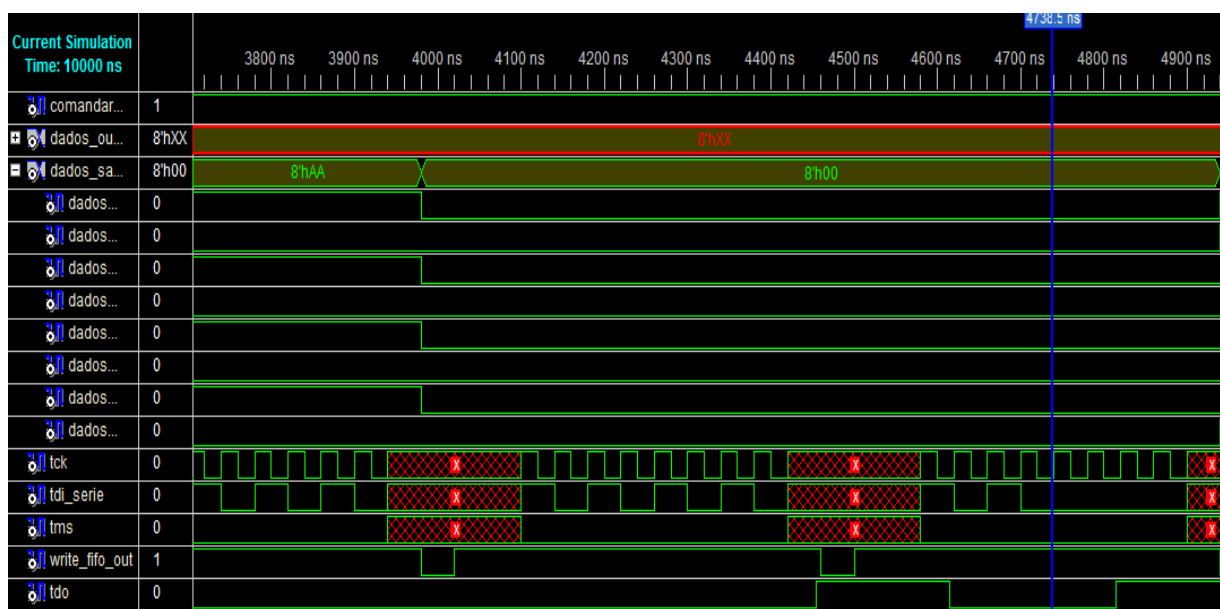 4738.5 ns
Current Simulation
Time: 10000 ns
3800 ns 3900 ns 4000 ns 4100 ns 4200 ns 4300 ns 4400 ns 4500 ns 4600 ns 4700 ns 4800 ns 4900 ns
comandar... 1
dados_ou... 8'hXX 8'hXX
dados_sa... 8'h00 8'hAA 8'h00
dados... 0
dados... 0
dados... 0
dados... 0
dados... 0
dados... 0
dados... 0
dados... 0
tck 0 X X X
tdi_serie 0 X X X
tms 0 X X X
write_fifo_out 1
tdo 0